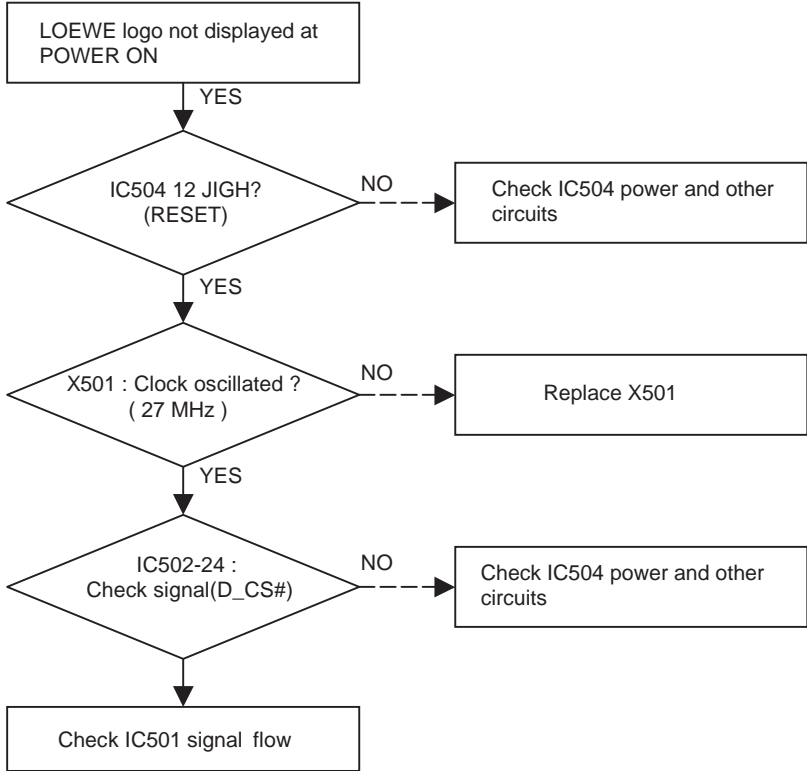 LOEWE logo not displayed at
POWER ON
YES
IC504 12 JIGH?
(RESET)
NO
Check IC504 power and other
circuits
YES
X501 : Clock oscillated ?
( 27 MHz )
NO
Replace X501
YES
IC502-24 :
Check signal(D_CS#)
NO
Check IC504 power and other
circuits
Check IC501 signal flow